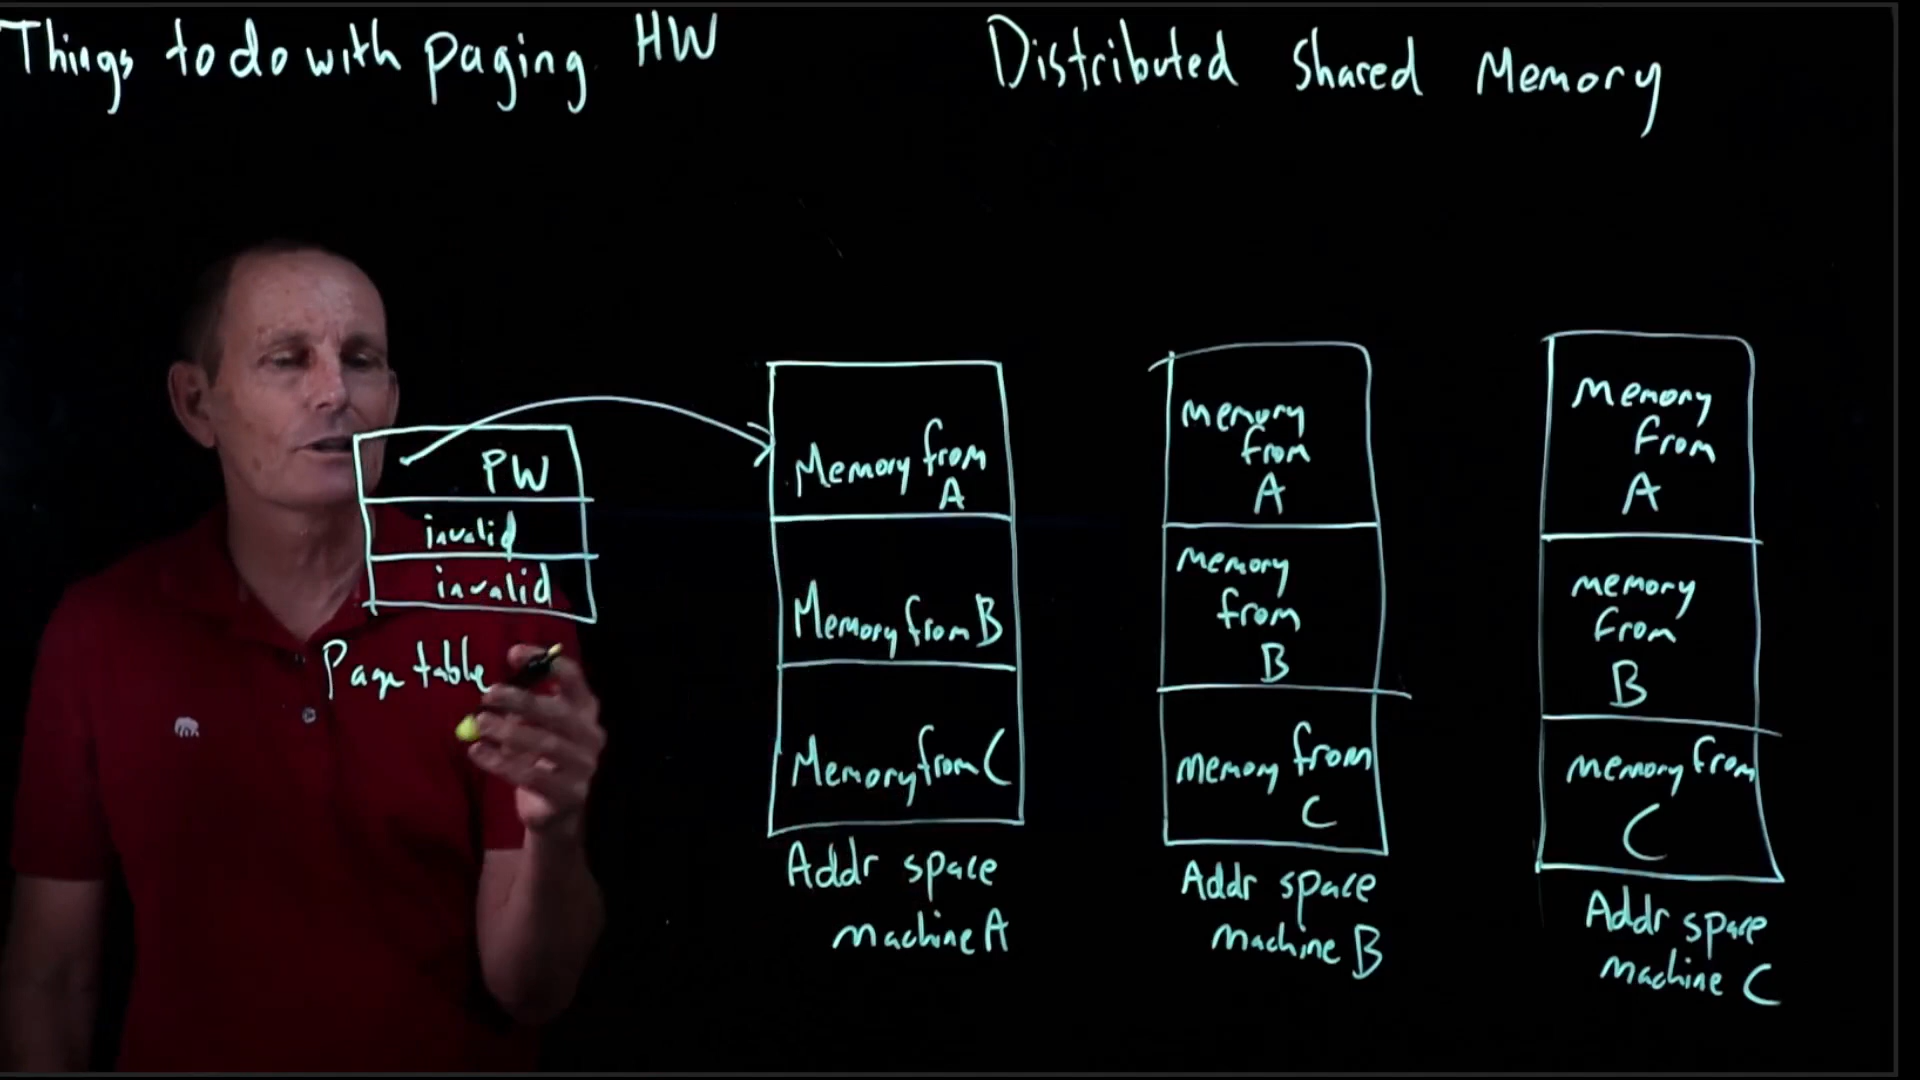 Things to do with paging HW
Distributed Shared Memory
PW
invalid
invalid
Page table
Memory from
A
Memory from B
Memory from C
Addr space
machine A
Memory
from
A
Memory
from
B
memory from
C
Addr space
machine B
Memory
from
A
memory
from
B
memory from
C
Addr space
machine C